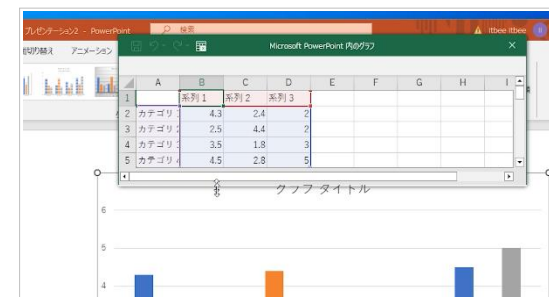 プレゼンテーション2 - PowerPoint
検索
Itbee Itbee
切り替え アニメーション
Microsoft PowerPoint 内のグラフ
A B C D E F G H I
1 系列 1 系列 2 系列 3
2 カテゴリ 4.3 2.4 2
3 カテゴリ 2.5 4.4 2
4 カテゴリ 3.5 1.8 3
5 カテゴリ 4 4.5 2.8 5
グラフ タイトル
6
5
4